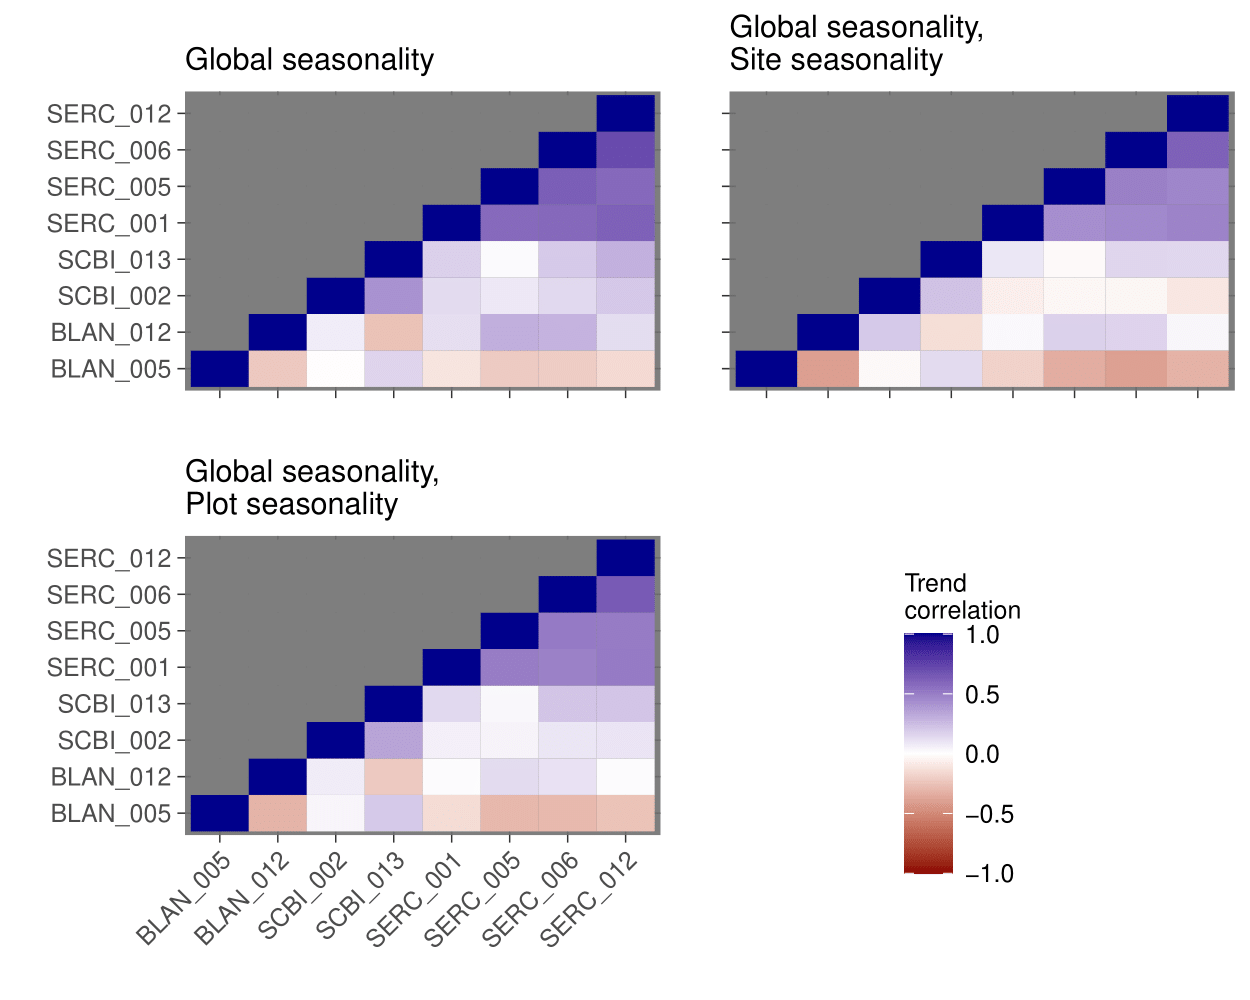 Global seasonality
Global seasonality,
Site seasonality
SERC_012
SERC_006
SERC_005
SERC_001
SCBI_013
SCBI_002
BLAN_012
BLAN_005
Global seasonality,
Plot seasonality
SERC_012
SERC_006
SERC_005
SERC_001
SCBI_013
SCBI_002
BLAN_012
BLAN_005
BLAN_005
BLAN_012
SCBI_002
SCBI_013
SERC_001
SERC_005
SERC_006
SERC_012
Trend
correlation
1.0
0.5
0.0
−0.5
−1.0